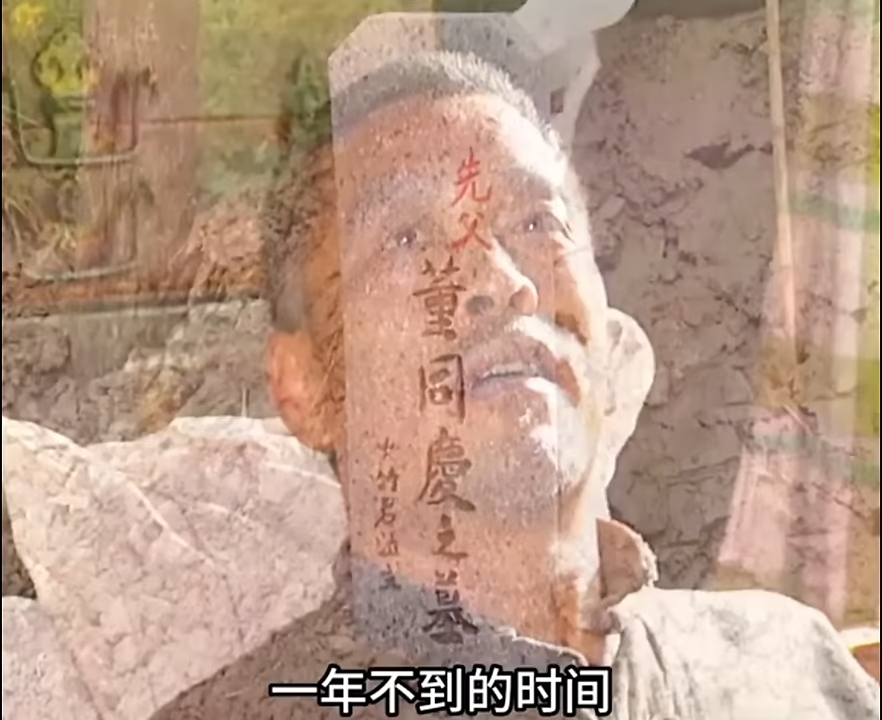 先父
董同慶之墓
一年不到的时间